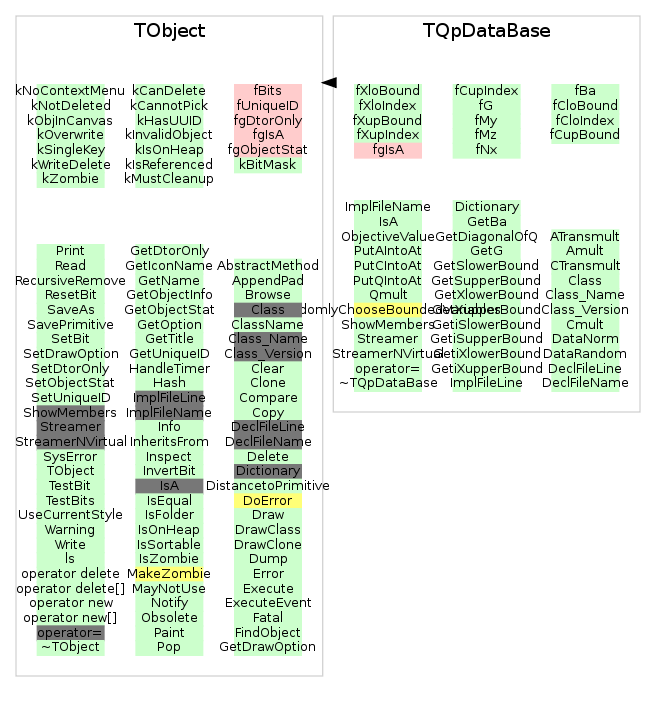 TObject
kNoContextMenu
kNotDeleted
kObjInCanvas
kOverwrite
kSingleKey
kWriteDelete
kZombie
kCanDelete
kCannotPick
kHasUUID
kInvalidObject
kIsOnHeap
kIsReferenced
kMustCleanup
fBits
fUniqueID
fgDtorOnly
fgIsA
fgObjectStat
kBitMask
Print
Read
RecursiveRemove
ResetBit
SaveAs
SavePrimitive
SetBit
SetDrawOption
SetDtorOnly
SetObjectStat
SetUniqueID
ShowMembers
Streamer
StreamerNVirtual
SysError
TObject
TestBit
TestBits
UseCurrentStyle
Warning
Write
ls
operator delete
operator delete[]
operator new
operator new[]
operator=
~TObject
GetDtorOnly
GetIconName
GetName
GetObjectInfo
GetObjectStat
GetOption
GetTitle
GetUniqueID
HandleTimer
Hash
ImplFileLine
ImplFileName
Info
InheritsFrom
Inspect
InvertBit
IsA
IsEqual
IsFolder
IsOnHeap
IsSortable
IsZombie
MakeZombie
MayNotUse
Notify
Obsolete
Paint
Pop
AbstractMethod
AppendPad
Browse
Class
ClassName
Class_Name
Class_Version
Clear
Clone
Compare
Copy
DeclFileLine
DeclFileName
Delete
Dictionary
DistancetoPrimitive
DoError
Draw
DrawClass
DrawClone
Dump
Error
Execute
ExecuteEvent
Fatal
FindObject
GetDrawOption
TQpDataBase
fXloBound
fXloIndex
fXupBound
fXupIndex
fgIsA
fCupIndex
fG
fMy
fMz
fNx
fBa
fCloBound
fCloIndex
fCupBound
ImplFileName
IsA
ObjectiveValue
PutAIntoAt
PutCIntoAt
PutQIntoAt
Qmult
ShowMembers
Streamer
StreamerNVirtual
operator=
~TQpDataBase
Dictionary
GetBa
GetDiagonalOfQ
GetG
GetSlowerBound
GetSupperBound
GetXlowerBound
GetXupperBound
GetiSlowerBound
GetiSupperBound
GetiXlowerBound
GetiXupperBound
ImplFileLine
ATransmult
Amult
CTransmult
Class
Class_Name
Class_Version
Cmult
DataNorm
DataRandom
DeclFileLine
DeclFileName